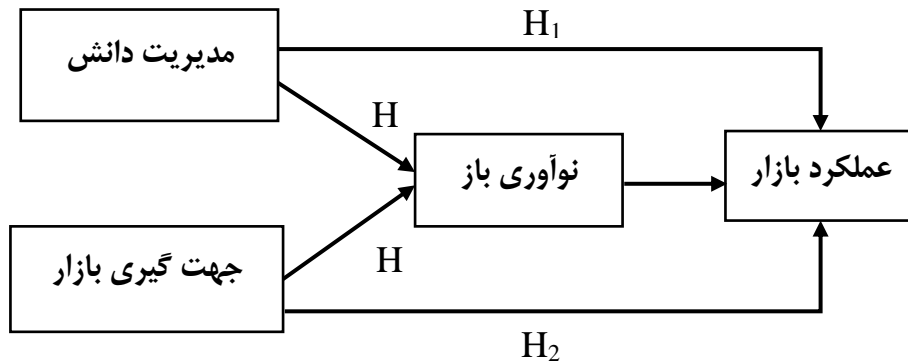 H1
مدیریت دانش
H
نوآوری باز
عملکرد بازار
جهت گیری بازار
H
H2